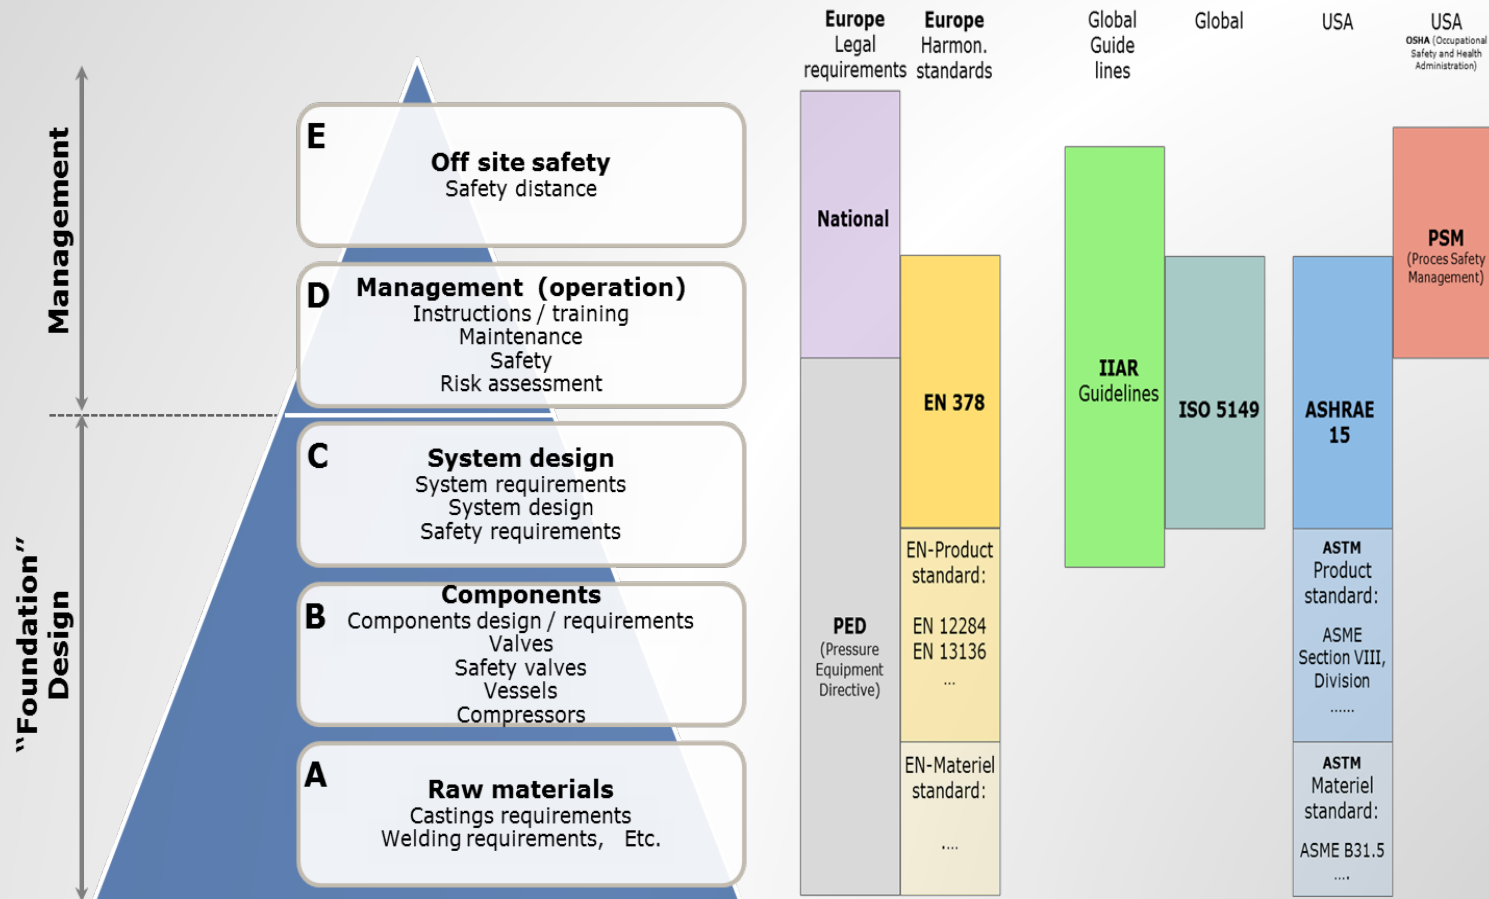 Management
“Foundation”
Design
E
Off site safety
Safety distance
D
Management (operation)
Instructions / training
Maintenance
Safety
Risk assessment
C
System design
System requirements
System design
Safety requirements
B
Components
Components design / requirements
Valves
Safety valves
Vessels
Compressors
A
Raw materials
Castings requirements
Welding requirements, Etc.
Europe
Legal
requirements
National
PED
(Pressure
Equipment
Directive)
Europe
Harmon.
standards
EN 378
EN-Product
standard:
EN 12284
EN 13136
...
EN-Materiel
standard:
....
Global
Guide
lines
IIAR
Guidelines
Global
ISO 5149
USA
ASHRAE
15
ASTM
Product
standard:
ASME
Section VIII,
Division
......
ASTM
Materiel
standard:
ASME B31.5
....
USA
OSHA (Occupational
Safety and Health
Administration)
PSM
(Proces Safety
Management)